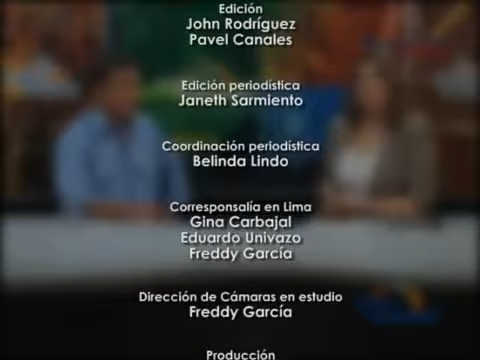 Edición
John Rodríguez
Pavel Canales
Edición periodística
Janeth Sarmiento
Coordinación periodística
Belinda Lindo
Corresponsalía en Lima
Gina Carbajal
Eduardo Univazo
Freddy García
Dirección de Cámaras en estudio
Freddy García
Producción